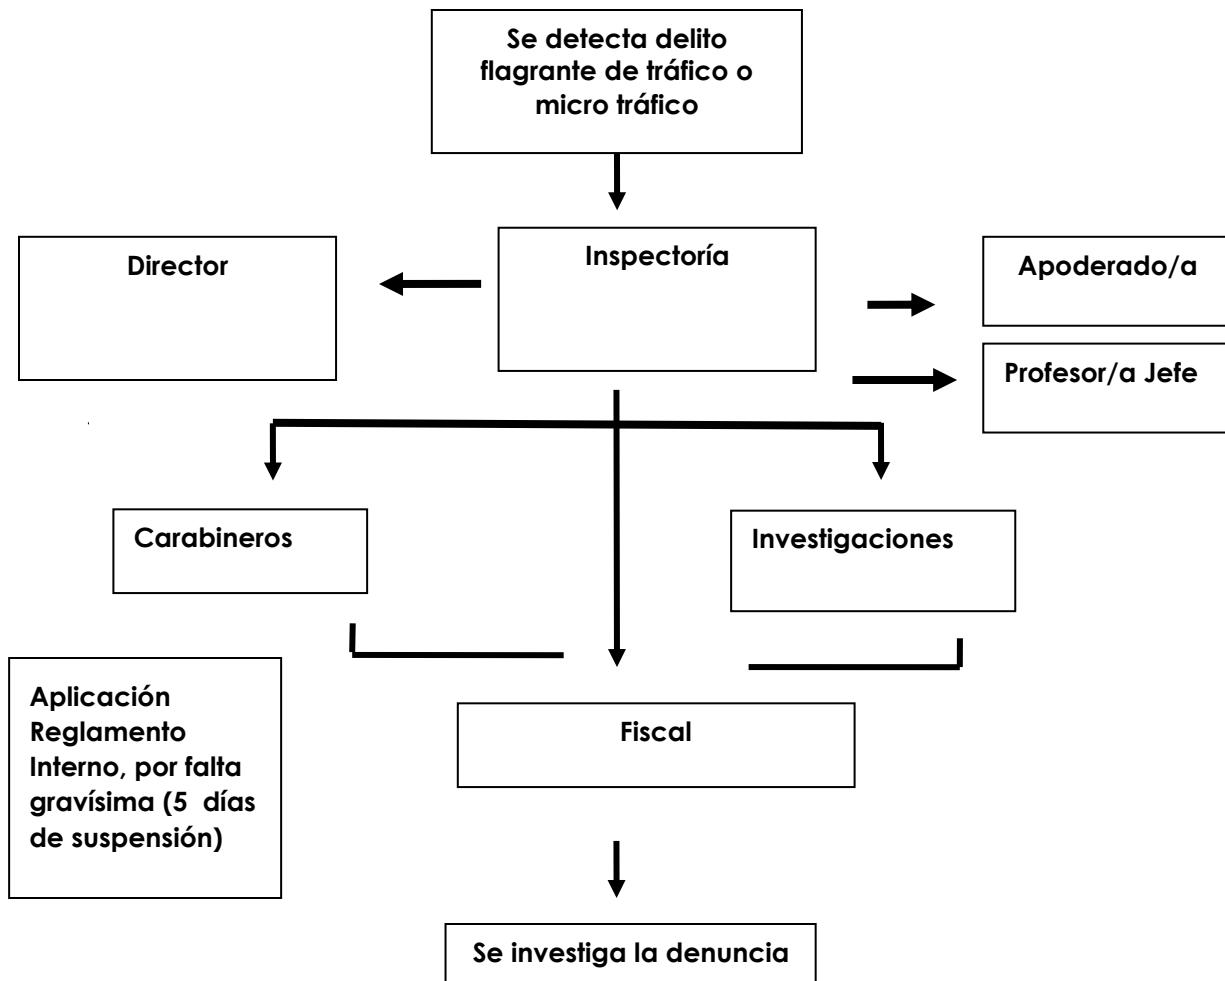 Se detecta delito
flagrante de tráfico o
micro tráfico
Director
Inspectoría
Apoderado/a
Profesor/a Jefe
Carabineros
Investigaciones
Aplicación
Reglamento
Interno, por falta
gravísima (5 días
de suspensión)
Fiscal
Se investiga la denuncia